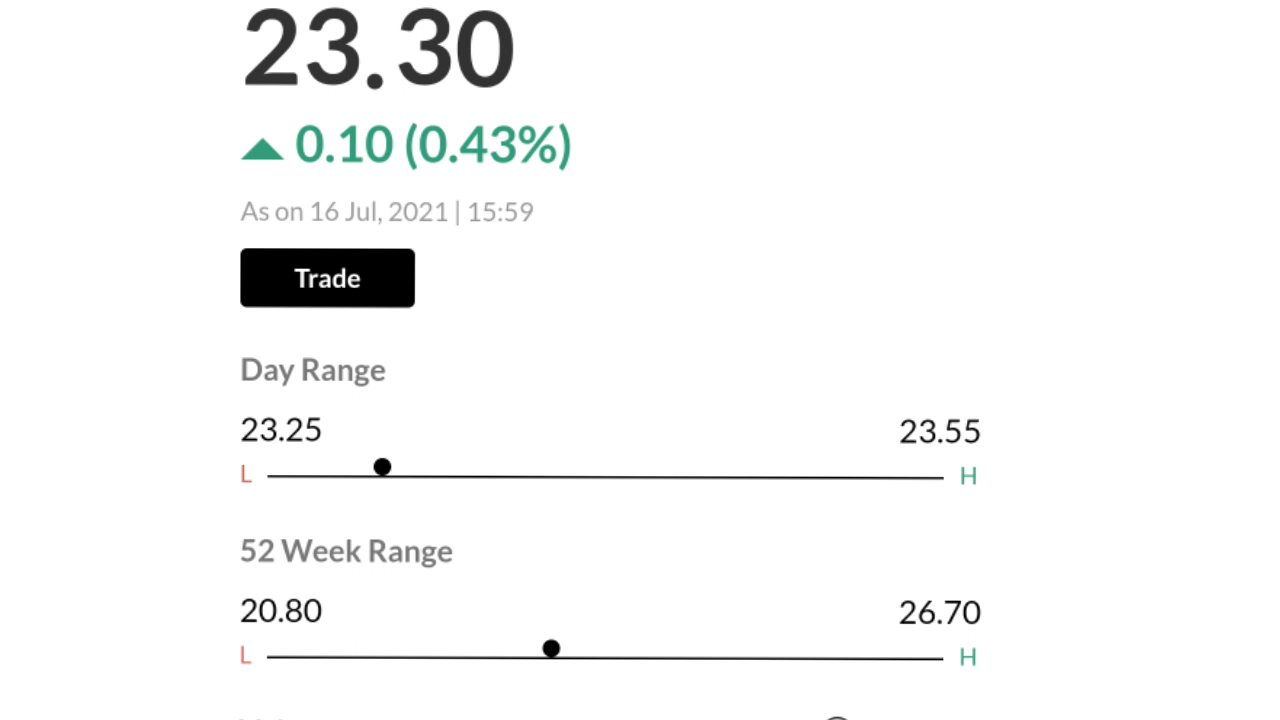 23.30
▲ 0.10 (0.43%)
As on 16 Jul, 2021 | 15:59
Trade
Day Range
23.25 23.55
L H
52 Week Range
20.80 26.70
L H